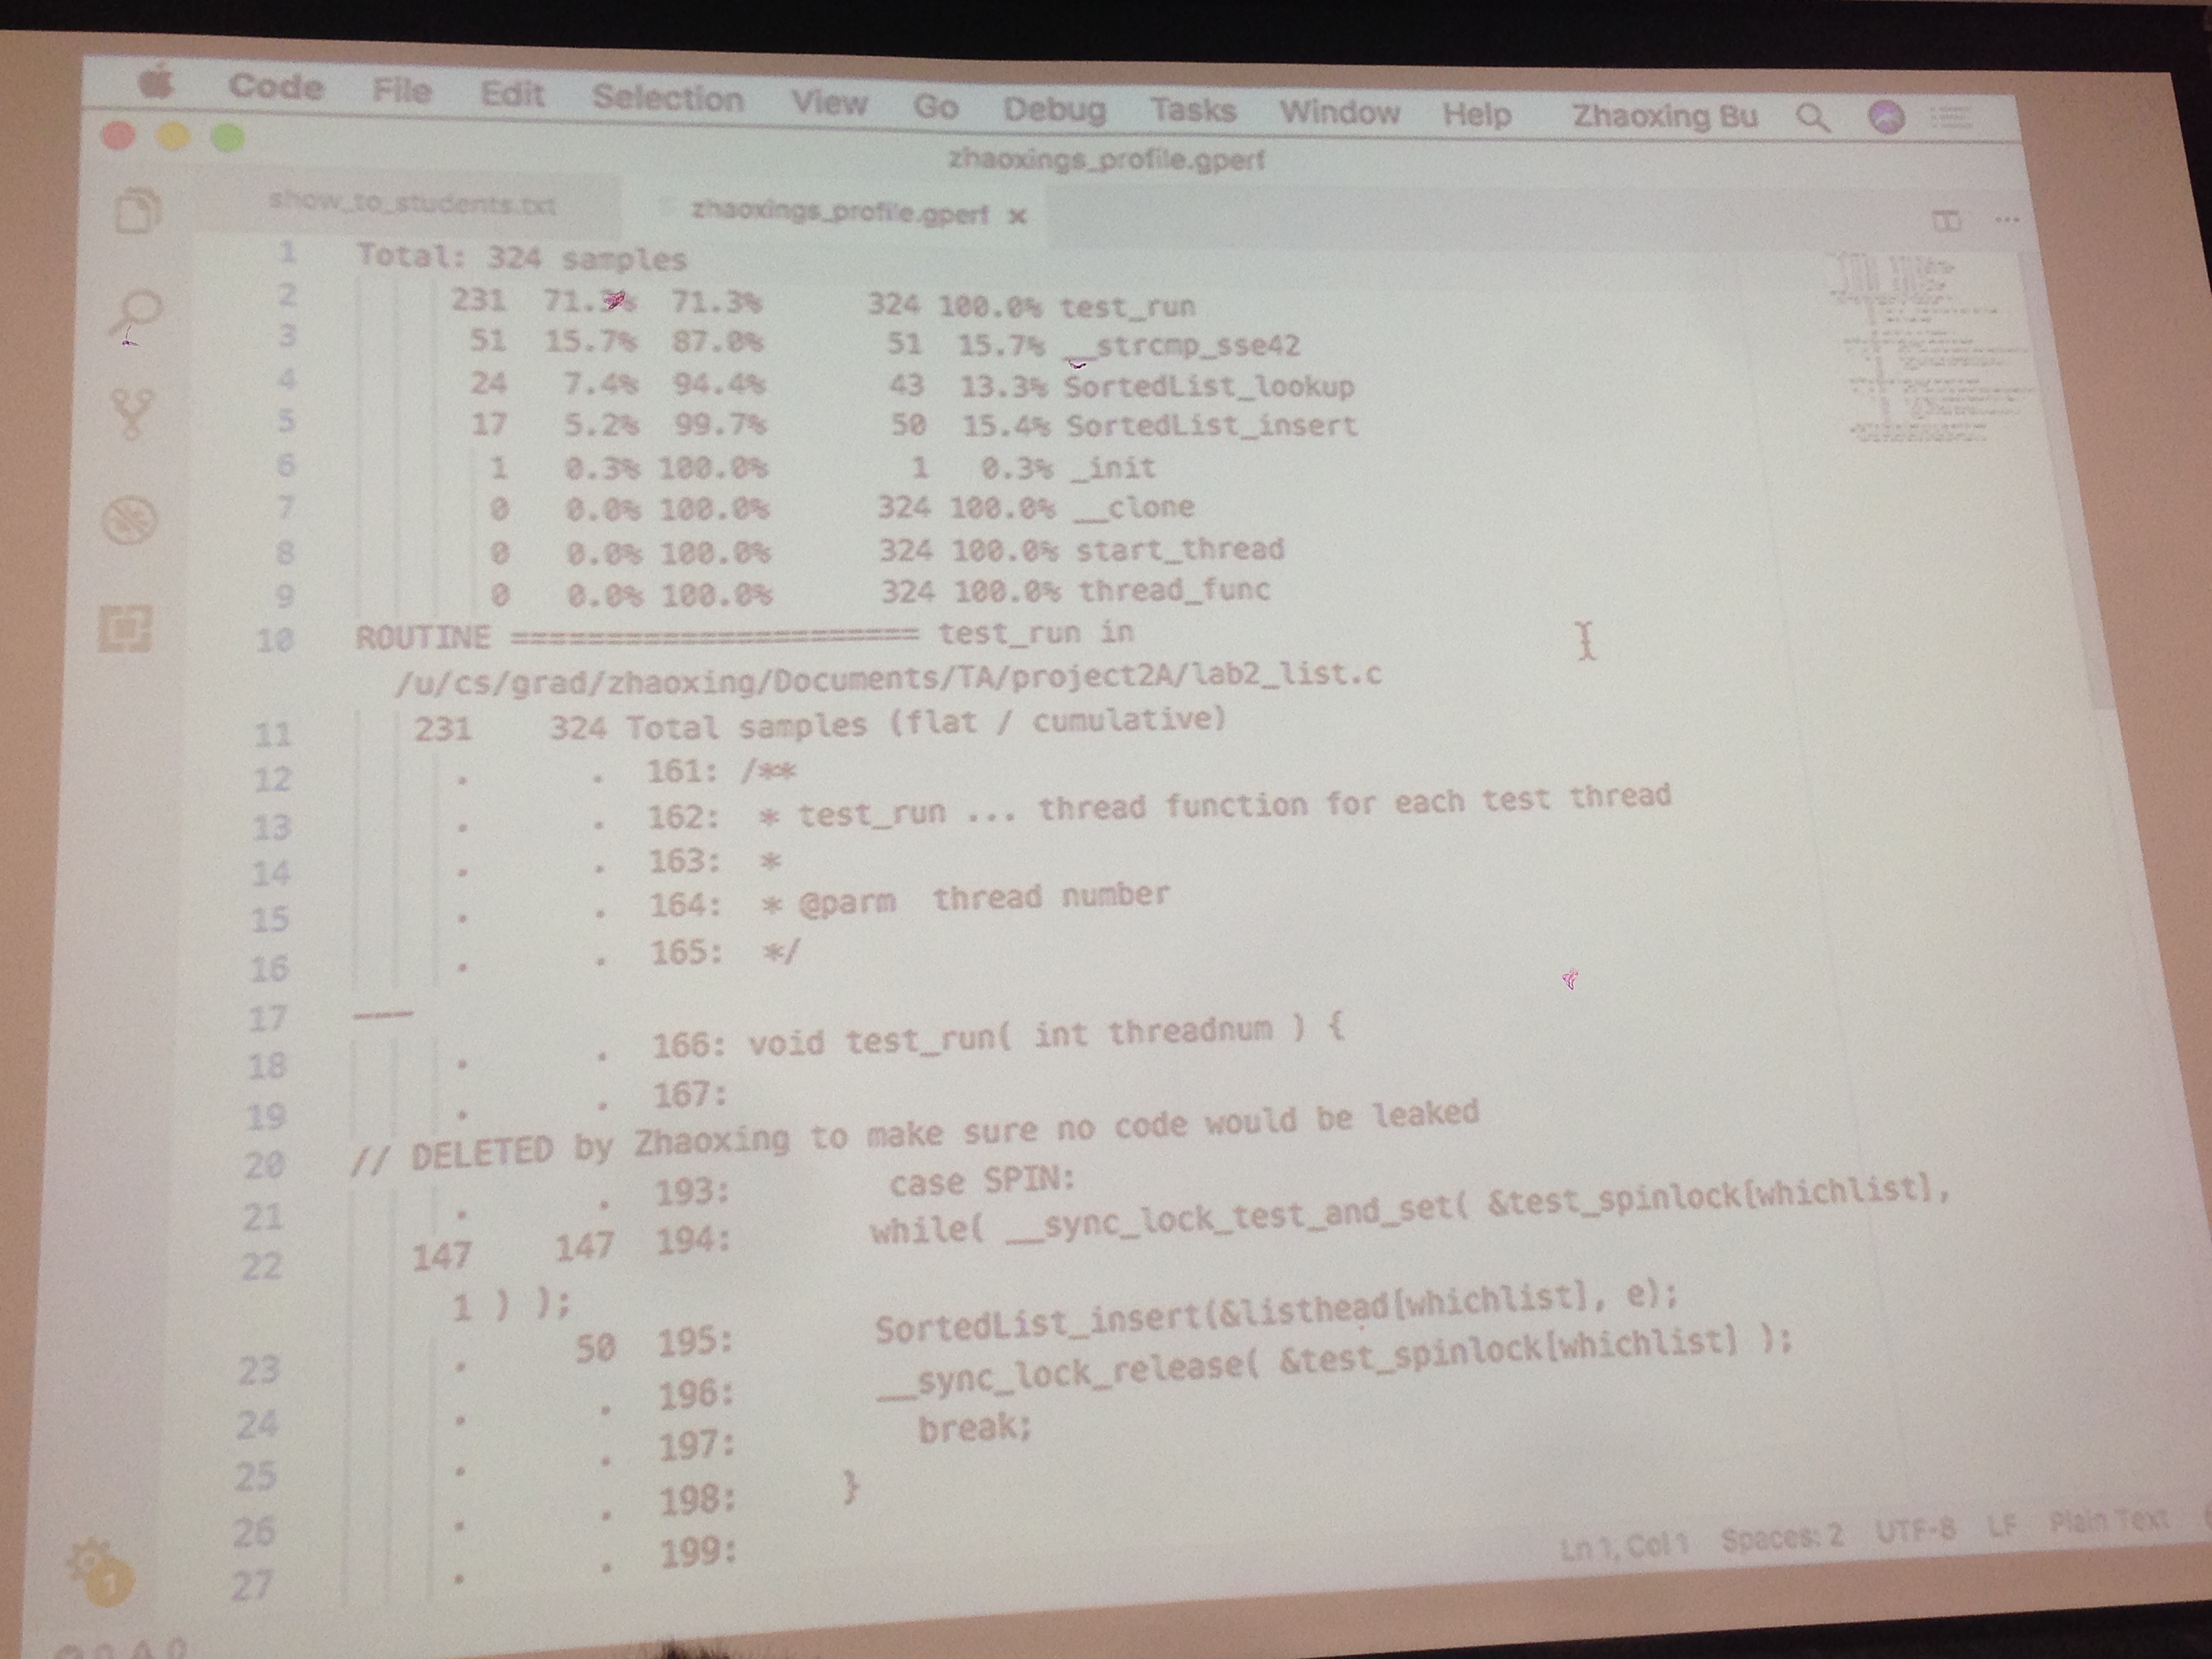 Code File Edit Selection View Go Debug Tasks Window Help Zhaoxing Bu
zhaoxings_profile.gperf
show_to_students.txt zhaoxings_profile.gperf ×
1 Total: 324 samples
2 231 71.3% 71.3% 324 100.0% test_run
3 51 15.7% 87.0% 51 15.7% __strcmp_sse42
4 24 7.4% 94.4% 43 13.3% SortedList_lookup
5 17 5.2% 99.7% 50 15.4% SortedList_insert
6 1 0.3% 100.0% 1 0.3% _init
7 0 0.0% 100.0% 324 100.0% __clone
8 0 0.0% 100.0% 324 100.0% start_thread
9 0 0.0% 100.0% 324 100.0% thread_func
10 ROUTINE ====================== test_run in
/u/cs/grad/zhaoxing/Documents/TA/project2A/lab2_list.c
11 231 324 Total samples (flat / cumulative)
12 . . 161: /**
13 . . 162: * test_run ... thread function for each test thread
14 . . 163: *
15 . . 164: * @parm thread number
16 . . 165: */
17 ---
18 . . 166: void test_run( int threadnum ) {
19 . . 167:
20 // DELETED by Zhaoxing to make sure no code would be leaked
21 . . 193: case SPIN:
22 147 147 194: while( __sync_lock_test_and_set( &test_spinlock[whichlist],
1 ) );
23 . 50 195: SortedList_insert(&listhead[whichlist], e);
24 . . 196: __sync_lock_release( &test_spinlock[whichlist] );
25 . . 197: break;
26 . . 198: }
27 . . 199:
1
Ln 1, Col 1 Spaces: 2 UTF-8 LF Plain Text